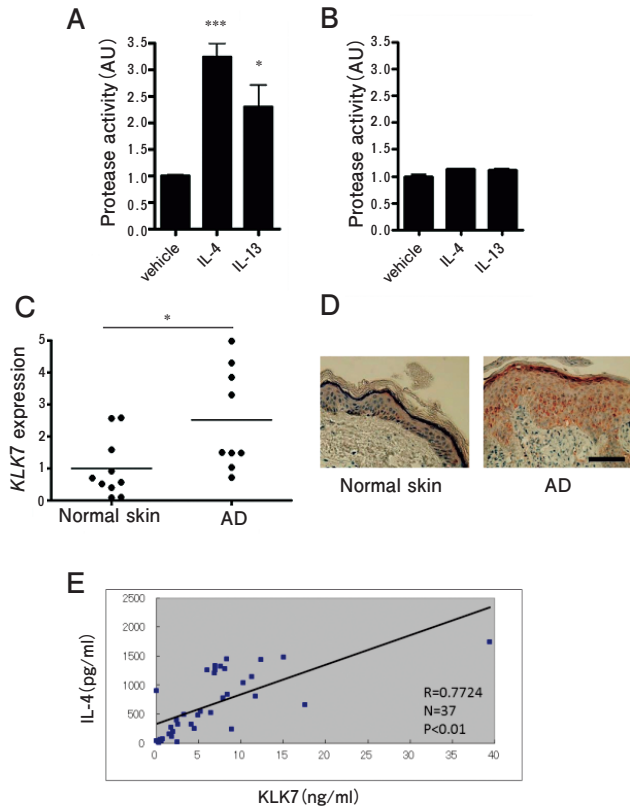 A
***
*
Protease activity (AU)
3.5
3.0
2.5
2.0
1.5
1.0
0.5
0.0
vehicle
IL-4
IL-13
B
Protease activity (AU)
3.5
3.0
2.5
2.0
1.5
1.0
0.5
0.0
vehicle
IL-4
IL-13
C
*
KLK7 expression
5
4
3
2
1
0
Normal skin
AD
D
Normal skin
AD
E
IL-4(pg/ml)
2500
2000
1500
1000
500
0
R=0.7724
N=37
P<0.01
0 5 10 15 20 25 30 35 40
KLK7(ng/ml)